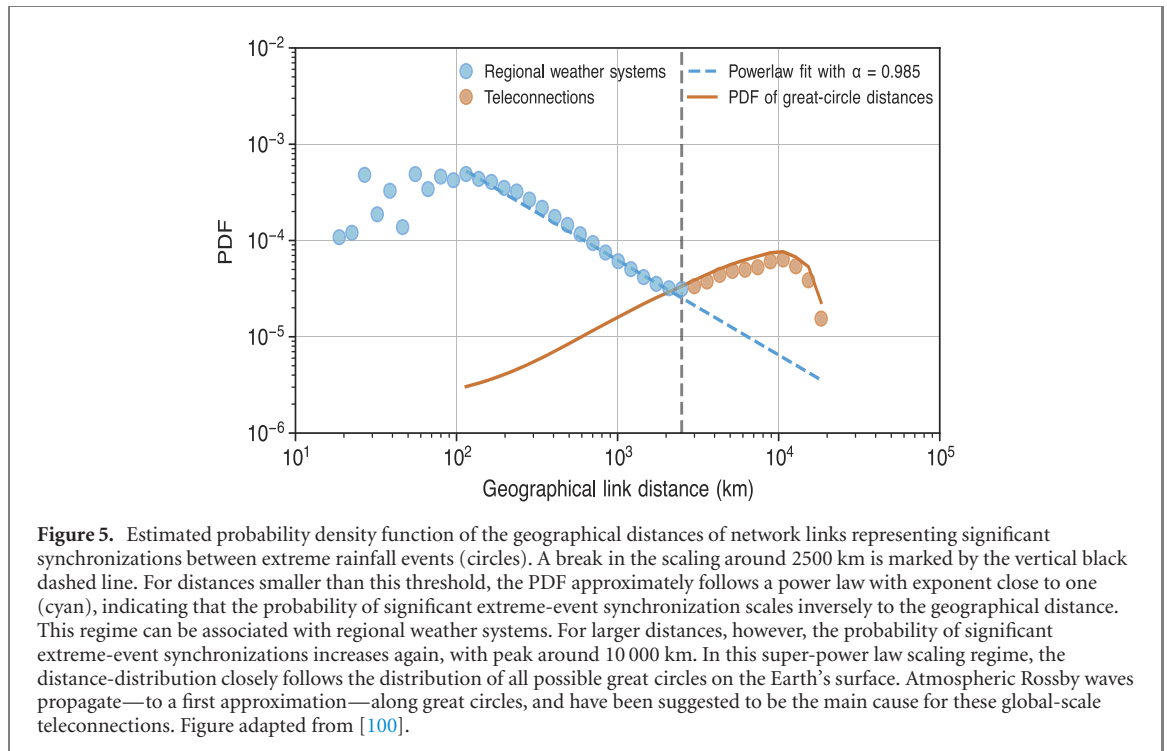 10⁻²
10⁻³
10⁻⁴
10⁻⁵
10⁻⁶
PDF
Regional weather systems
Teleconnections
Powerlaw fit with α = 0.985
PDF of great-circle distances
10¹
10²
10³
10⁴
10⁵
Geographical link distance (km)
Figure 5. Estimated probability density function of the geographical distances of network links representing significant
synchronizations between extreme rainfall events (circles). A break in the scaling around 2500 km is marked by the vertical black
dashed line. For distances smaller than this threshold, the PDF approximately follows a power law with exponent close to one
(cyan), indicating that the probability of significant extreme-event synchronization scales inversely to the geographical distance.
This regime can be associated with regional weather systems. For larger distances, however, the probability of significant
extreme-event synchronizations increases again, with peak around 10 000 km. In this super-power law scaling regime, the
distance-distribution closely follows the distribution of all possible great circles on the Earth's surface. Atmospheric Rossby waves
propagate—to a first approximation—along great circles, and have been suggested to be the main cause for these global-scale
teleconnections. Figure adapted from [100].